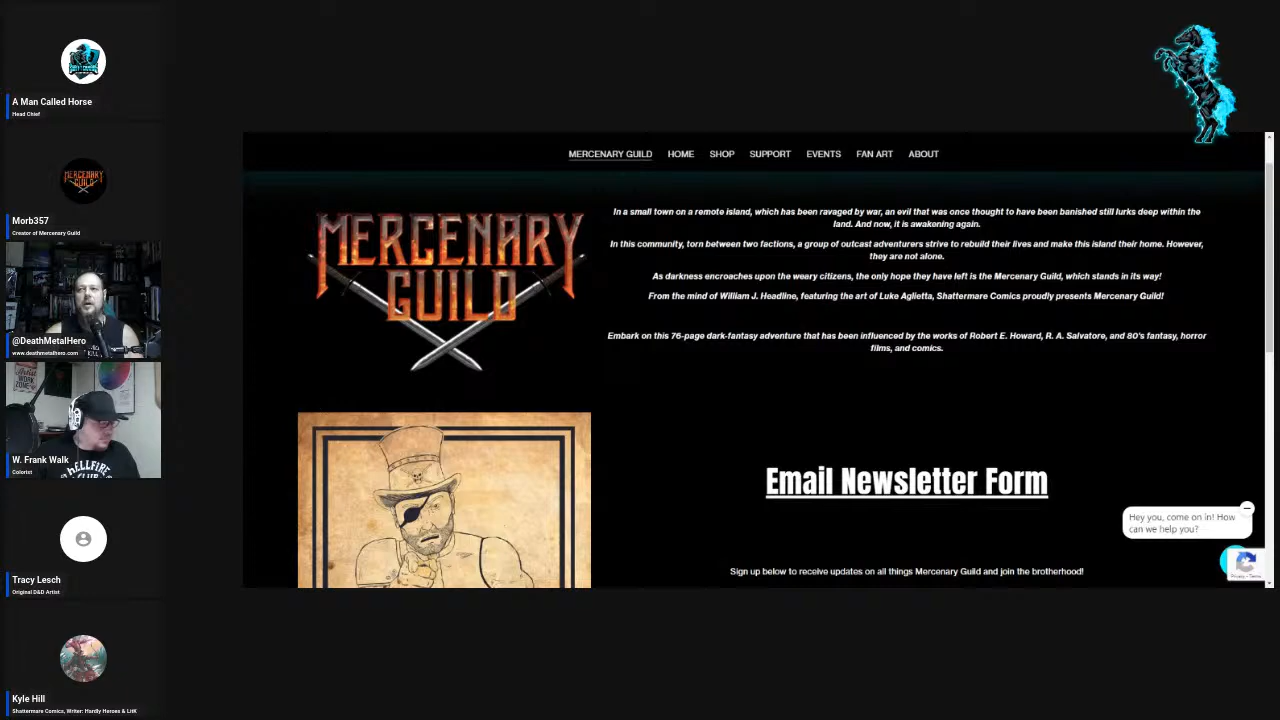 A Man Called Horse
Head Chief
MERCENARY
GUILD
Morb357
Creator of Mercenary Guild
@DeathMetalHero
www.deathmetalhero.com
Artist
WORK
ZONE
HELLFIRE
CLUB
W. Frank Walk
Colorist
Tracy Lesch
Original D&D Artist
Kyle Hill
Shattermare Comics, Writer: Hardly Heroes & LitK
MERCENARY GUILD HOME SHOP SUPPORT EVENTS FAN ART ABOUT
MERCENARY
GUILD
In a small town on a remote island, which has been ravaged by war, an evil that was once thought to have been banished still lurks deep within the
land. And now, it is awakening again.
In this community, torn between two factions, a group of outcast adventurers strive to rebuild their lives and make this island their home. However,
they are not alone.
As darkness encroaches upon the weary citizens, the only hope they have left is the Mercenary Guild, which stands in its way!
From the mind of William J. Headline, featuring the art of Luke Aglietta, Shattermare Comics proudly presents Mercenary Guild!
Embark on this 76-page dark-fantasy adventure that has been influenced by the works of Robert E. Howard, R. A. Salvatore, and 80's fantasy, horror
films, and comics.
Email Newsletter Form
Hey you, come on in! How
can we help you?
Sign up below to receive updates on all things Mercenary Guild and join the brotherhood!
Privacy - Terms